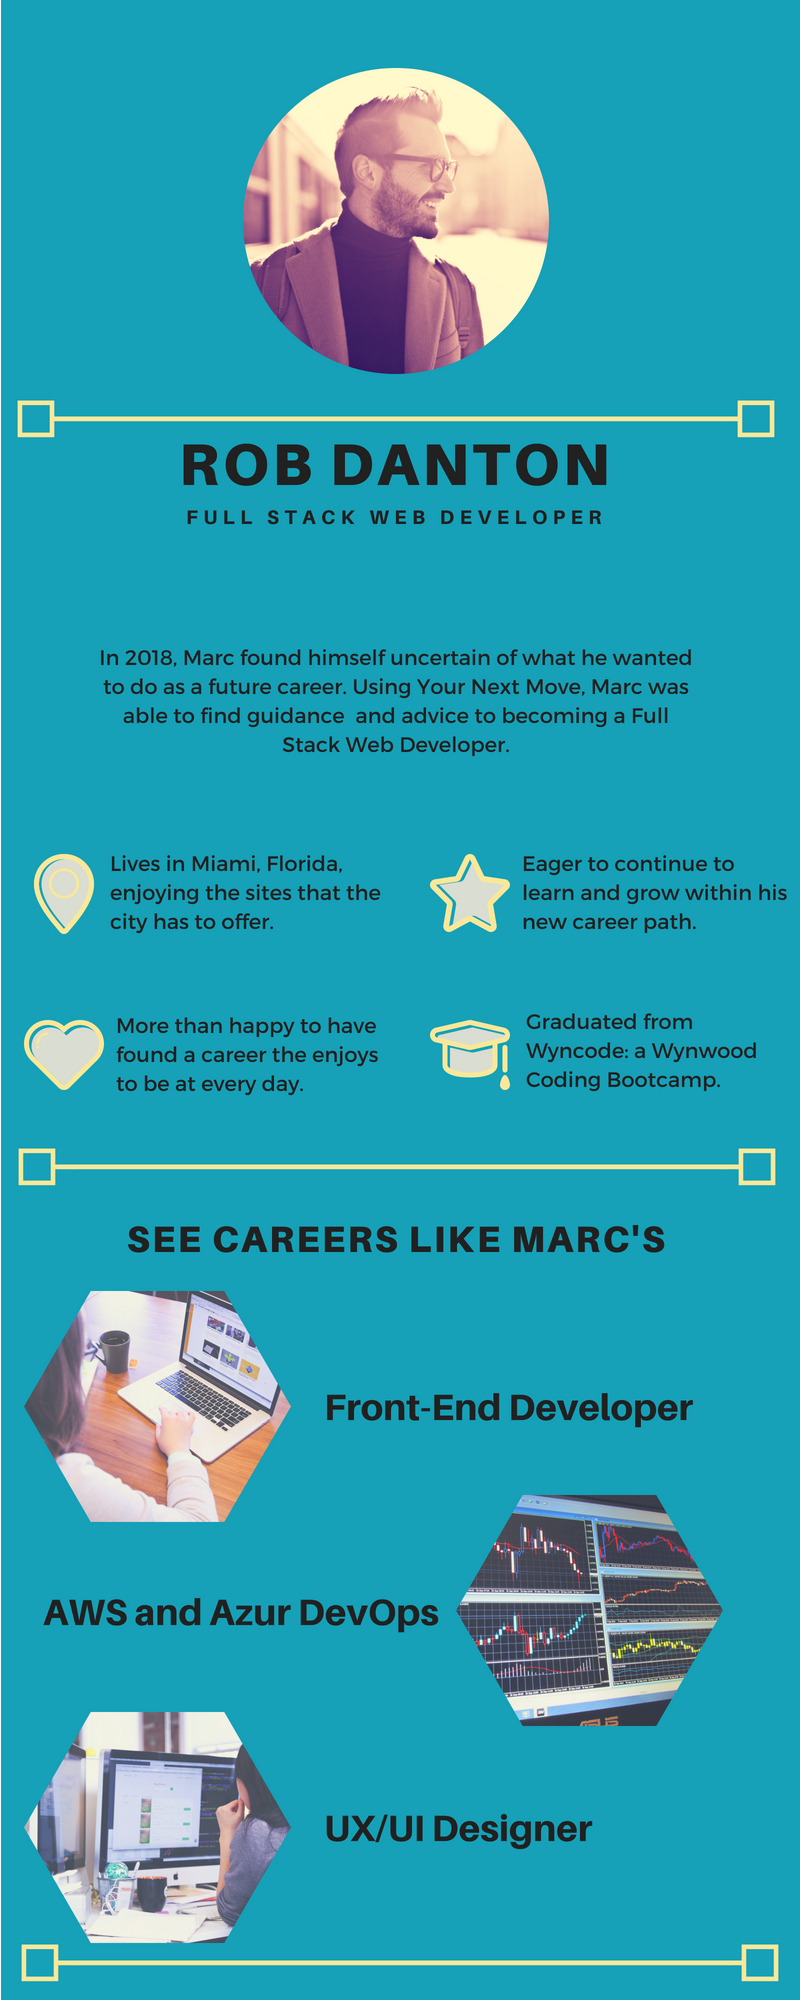 ROB DANTON
FULL STACK WEB DEVELOPER
In 2018, Marc found himself uncertain of what he wanted
to do as a future career. Using Your Next Move, Marc was
able to find guidance  and advice to becoming a Full
Stack Web Developer.
Lives in Miami, Florida,
enjoying the sites that the
city has to offer.
Eager to continue to
learn and grow within his
new career path.
More than happy to have
found a career the enjoys
to be at every day.
Graduated from
Wyncode: a Wynwood
Coding Bootcamp.
SEE CAREERS LIKE MARC'S
Front-End Developer
AWS and Azur DevOps
UX/UI Designer